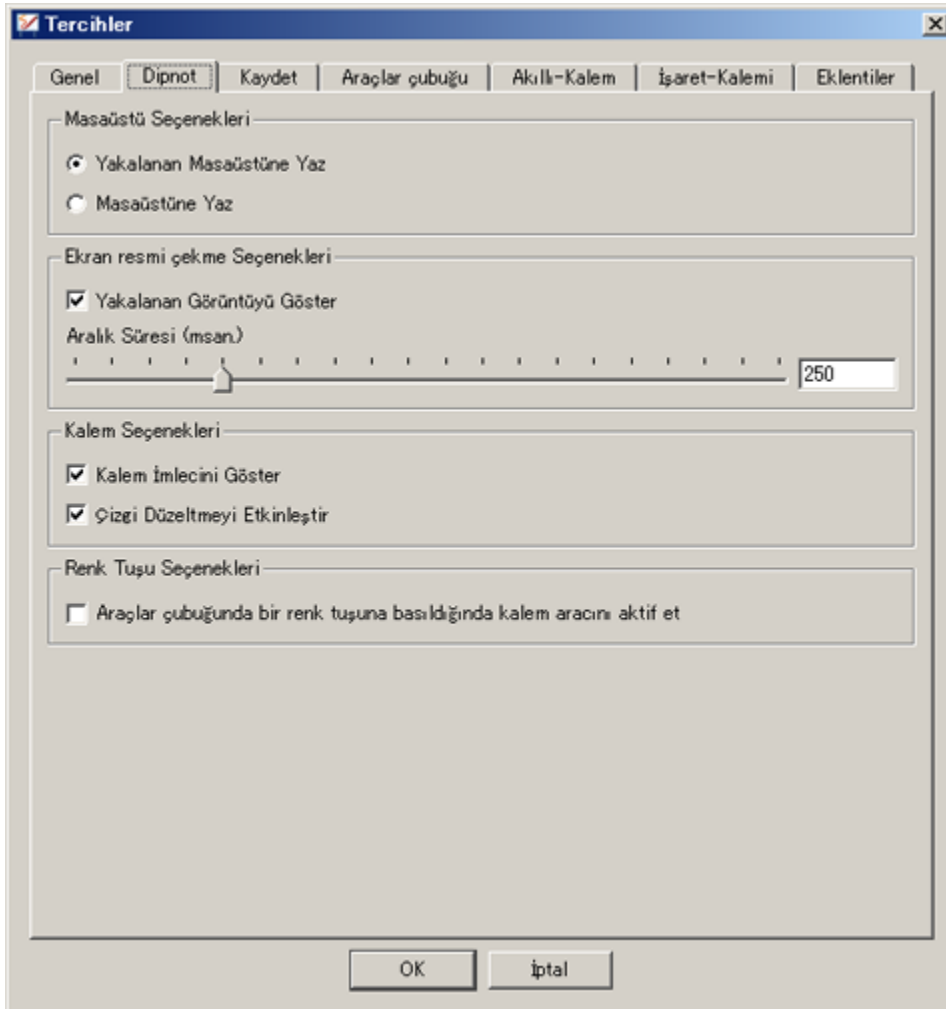 Tercihler
Genel Dipnot Kaydet Araçlar çubuğu Akıllı-Kalem İşaret-Kalemi Eklentiler
Masaüstü Seçenekleri
Yakalanan Masaüstüne Yaz
Masaüstüne Yaz
Ekran resmi çekme Seçenekleri
Yakalanan Görüntüyü Göster
Aralık Süresi (msan.)
250
Kalem Seçenekleri
Kalem İmlecini Göster
Çizgi Düzeltmeyi Etkinleştir
Renk Tuşu Seçenekleri
Araçlar çubuğunda bir renk tuşuna basıldığında kalem aracını aktif et
OK İptal